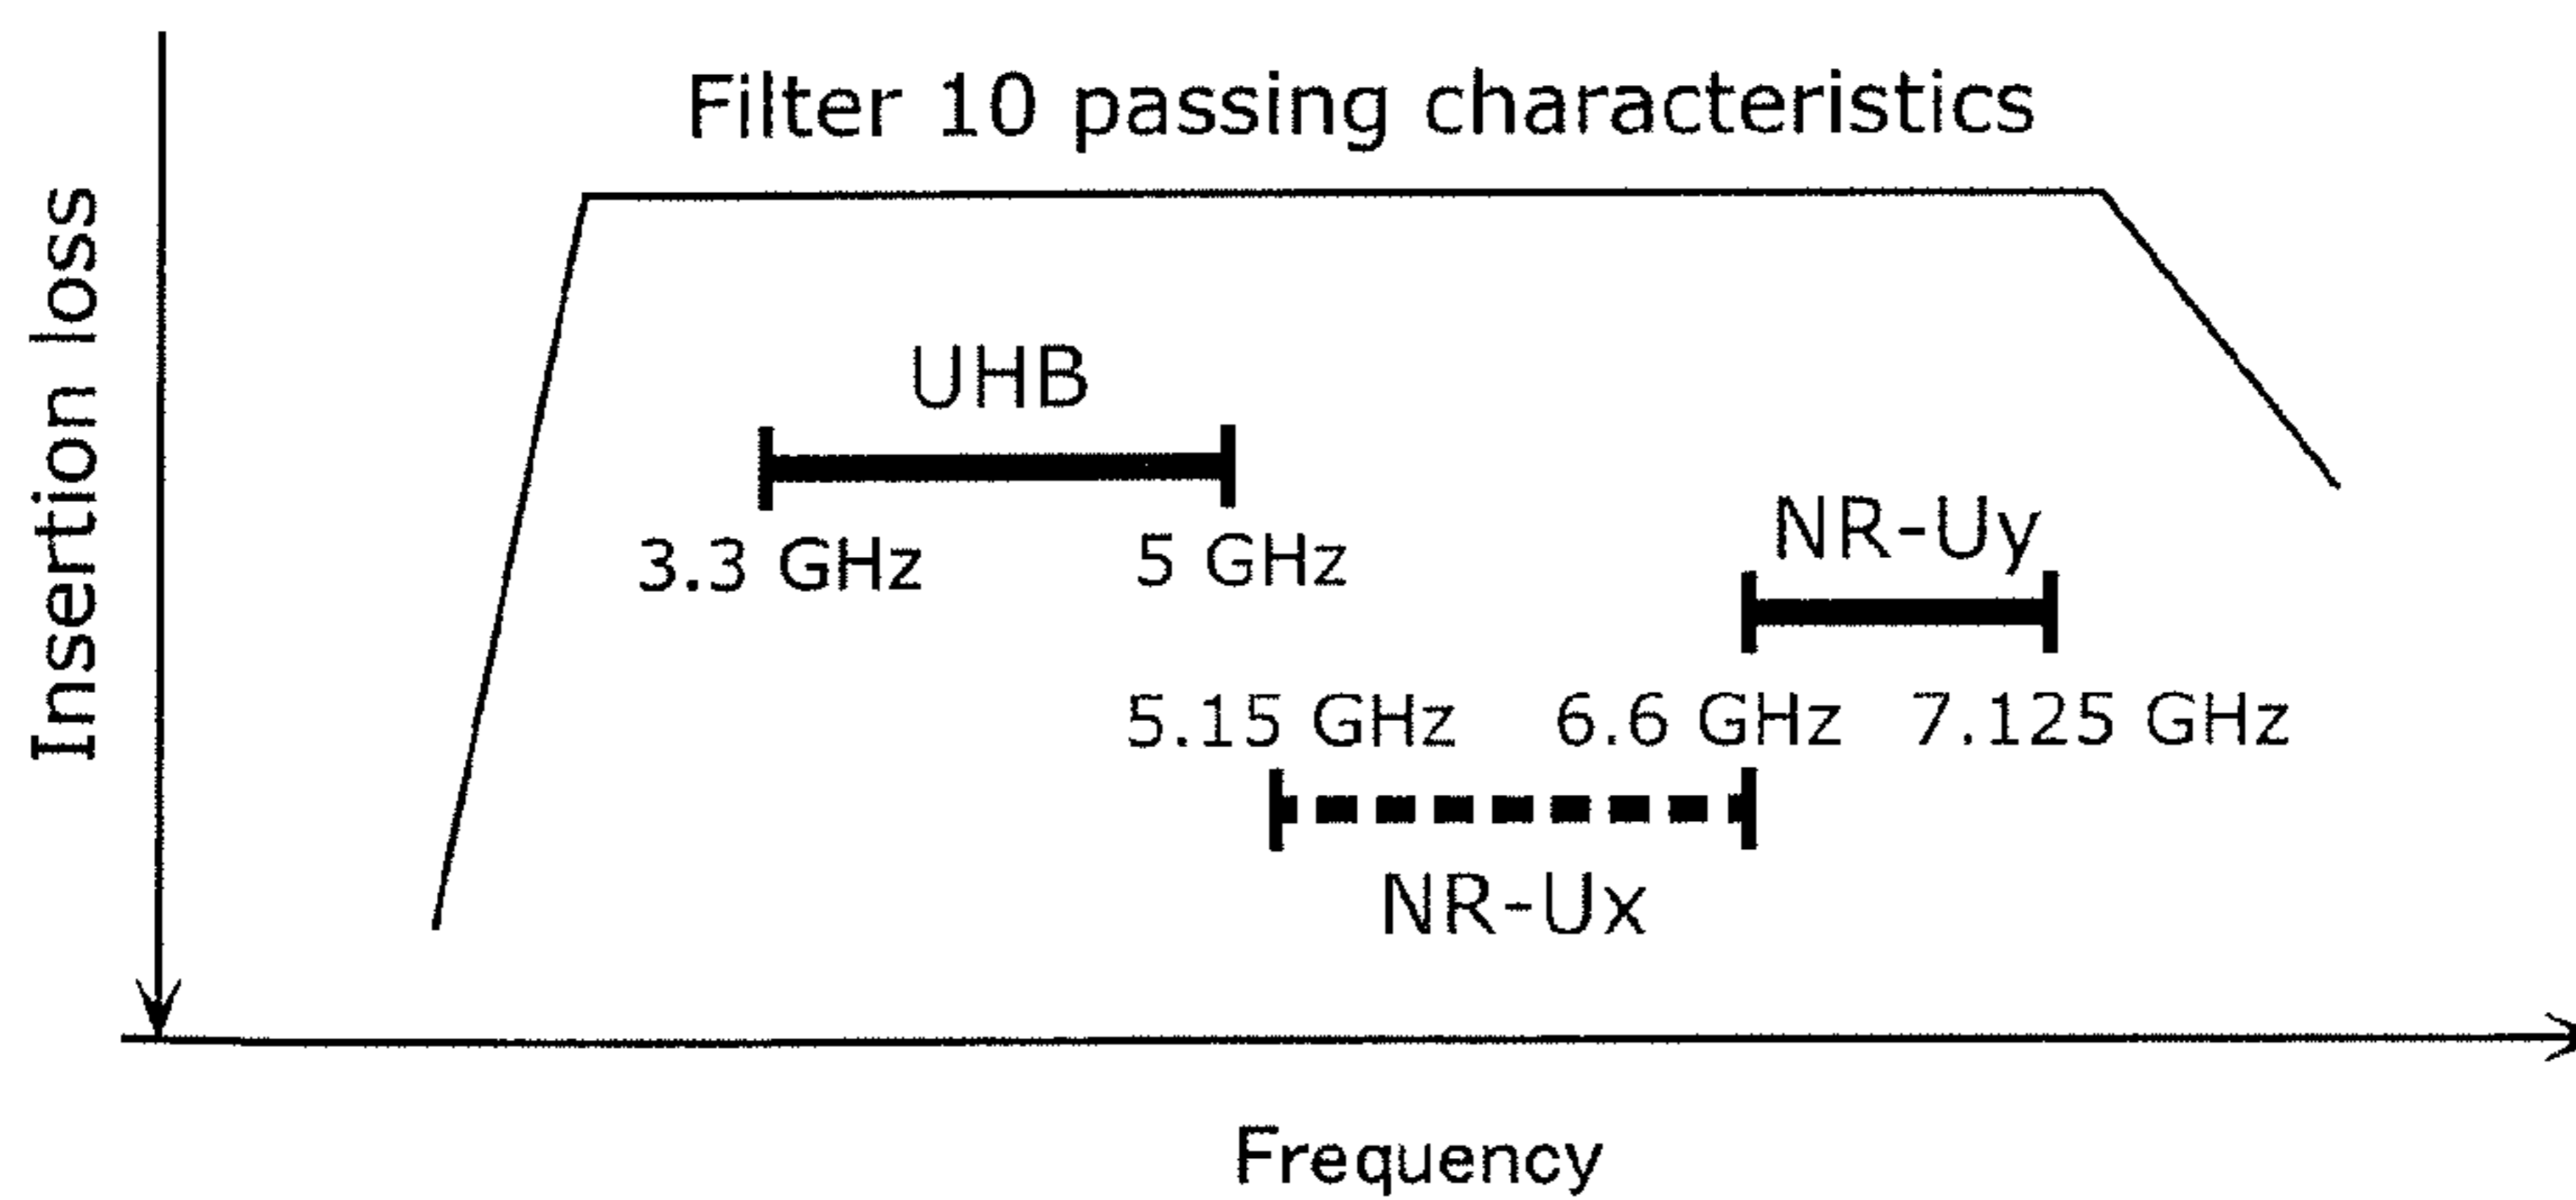 Filter 10 passing characteristics
Insertion loss
UHB
3.3 GHz
5 GHz
NR-Uy
5.15 GHz
6.6 GHz
7.125 GHz
NR-Ux
Frequency